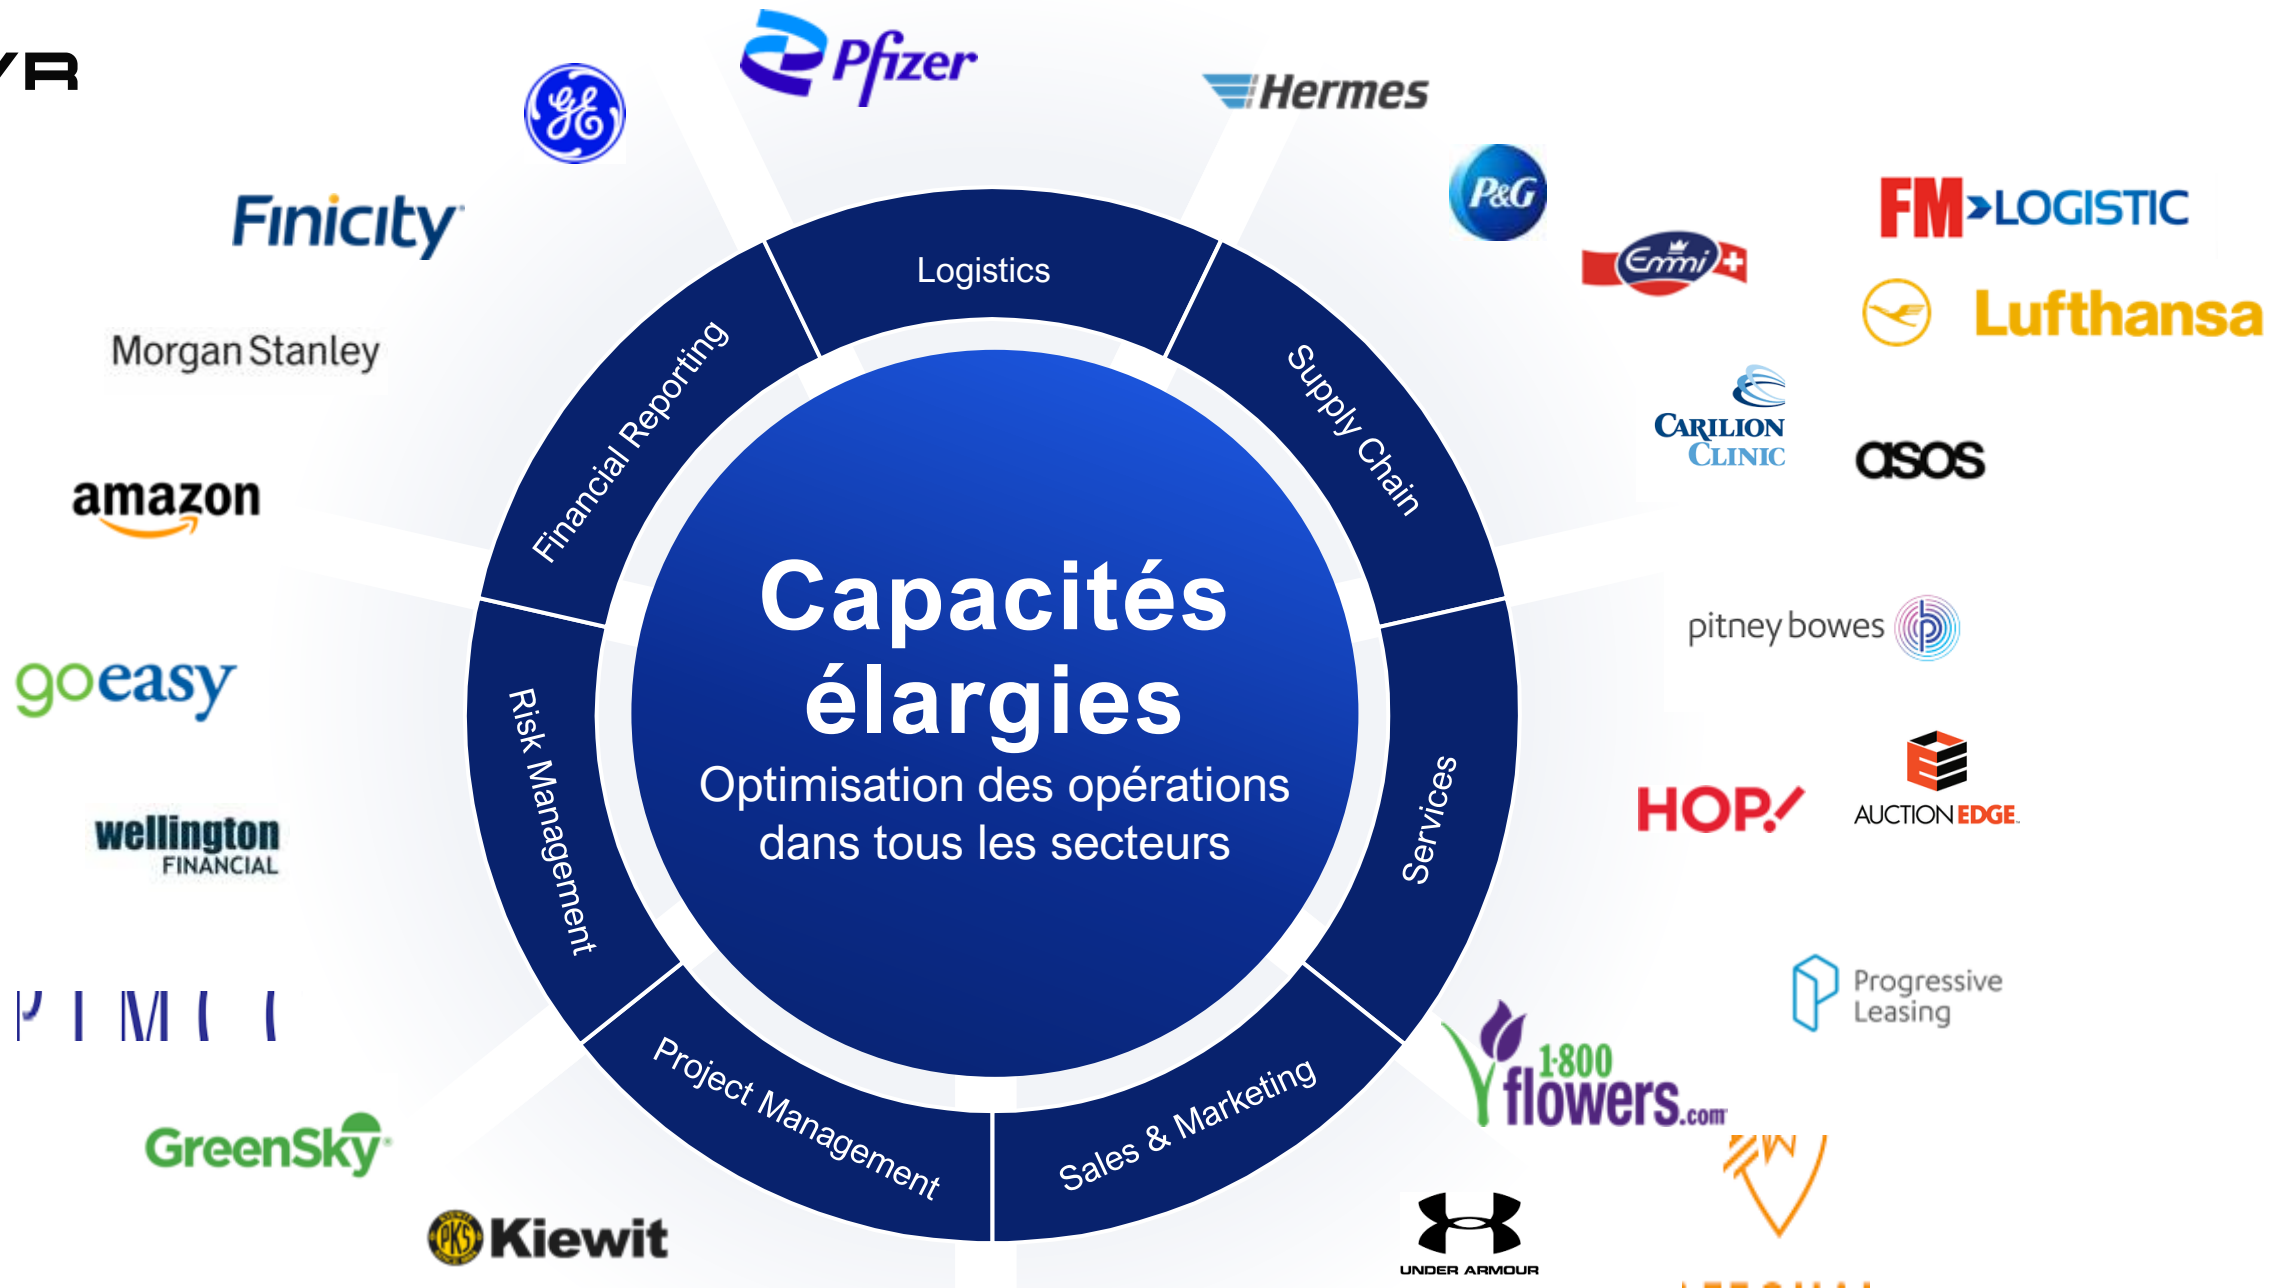 Pfizer
GE
Hermes
P&G
FM LOGISTIC
Finicity
Emmi
Lufthansa
Morgan Stanley
CARILION
CLINIC
asos
amazon
goeasy
wellington
FINANCIAL
GreenSky
PKS
Kiewit
Logistics
Supply Chain
Services
Sales & Marketing
Project Management
Risk Management
Financial Reporting
Capacités
élargies
Optimisation des opérations
dans tous les secteurs
pitney bowes
HOP!
AUCTION EDGE
Progressive
Leasing
1-800
flowers.com
UNDER ARMOUR